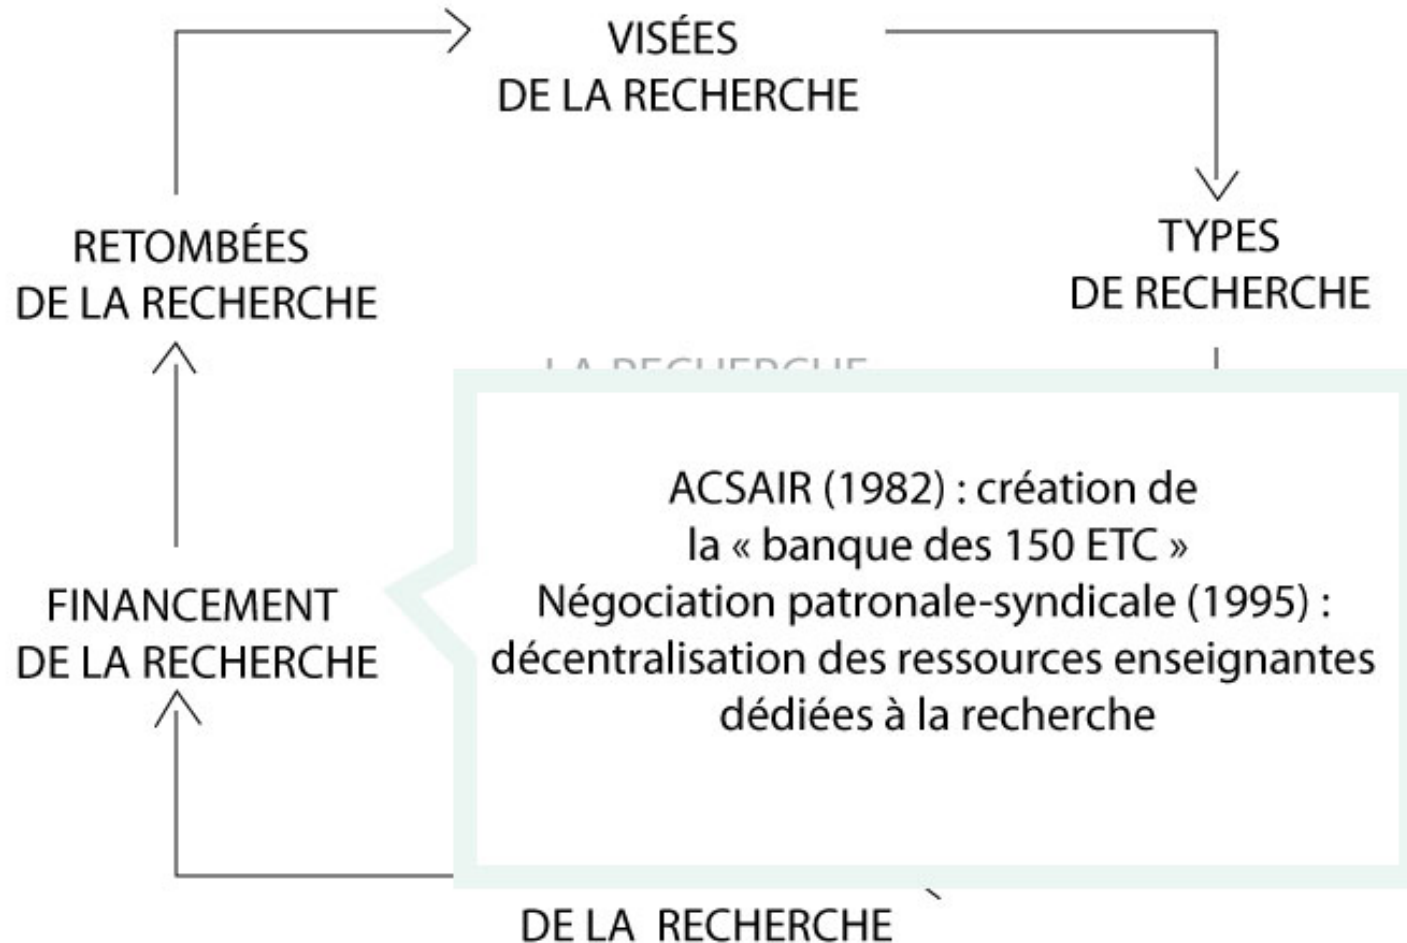 VISÉES
DE LA RECHERCHE
RETOMBÉES
DE LA RECHERCHE
TYPES
DE RECHERCHE
LA RECHERCHE
ACSAIR (1982) : création de
la « banque des 150 ETC »
Négociation patronale-syndicale (1995) :
décentralisation des ressources enseignantes
dédiées à la recherche
FINANCEMENT
DE LA RECHERCHE
DE LA RECHERCHE